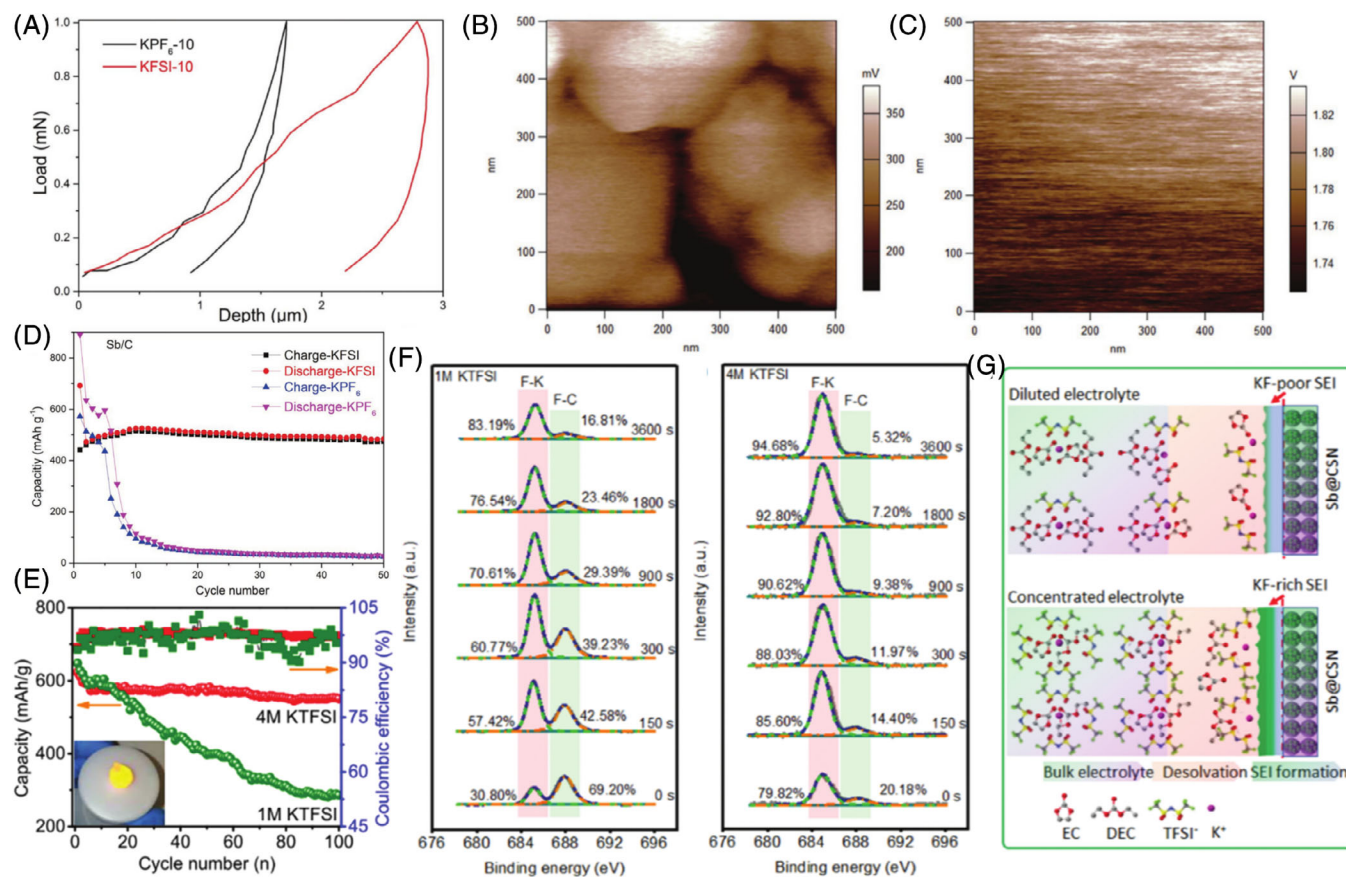 (A)
KPF₆-10
KFSI-10
Load (mN)
1.0
0.8
0.6
0.4
0.2
0.0
0 1 2 3
Depth (µm)
(B)
500
400
300
200
100
0
nm
0 100 200 300 400 500
nm
mV
350
300
250
200
(C)
500
400
300
200
100
0
nm
0 100 200 300 400 500
nm
V
1.82
1.80
1.78
1.76
1.74
(D)
Sb/C
Charge-KFSI
Discharge-KFSI
Charge-KPF₆
Discharge-KPF₆
Capacitiy (mAh g⁻¹)
800
600
400
200
0
0 10 20 30 40 50
Cycle number
(E)
Capacity (mAh/g)
800
600
400
200
4M KTFSI
1M KTFSI
105
90
75
60
45
Coulombic efficiency (%)
0 20 40 60 80 100
Cycle number (n)
(F)
1M KTFSI
F-K
F-C
83.19% 16.81% 3600 s
76.54% 23.46% 1800 s
70.61% 29.39% 900 s
60.77% 39.23% 300 s
57.42% 42.58% 150 s
30.80% 69.20% 0 s
Intensity (a.u.)
676 680 684 688 692 696
Binding energy (eV)
4M KTFSI
F-K
F-C
94.68% 5.32% 3600 s
92.80% 7.20% 1800 s
90.62% 9.38% 900 s
88.03% 11.97% 300 s
85.60% 14.40% 150 s
79.82% 20.18% 0 s
Intensity (a.u.)
676 680 684 688 692 696
Binding energy (eV)
(G)
KF-poor SEI
Diluted electrolyte
Sb@CSN
KF-rich SEI
Concentrated electrolyte
Sb@CSN
Bulk electrolyte Desolvation SEI formation
EC DEC TFSI⁻ K⁺